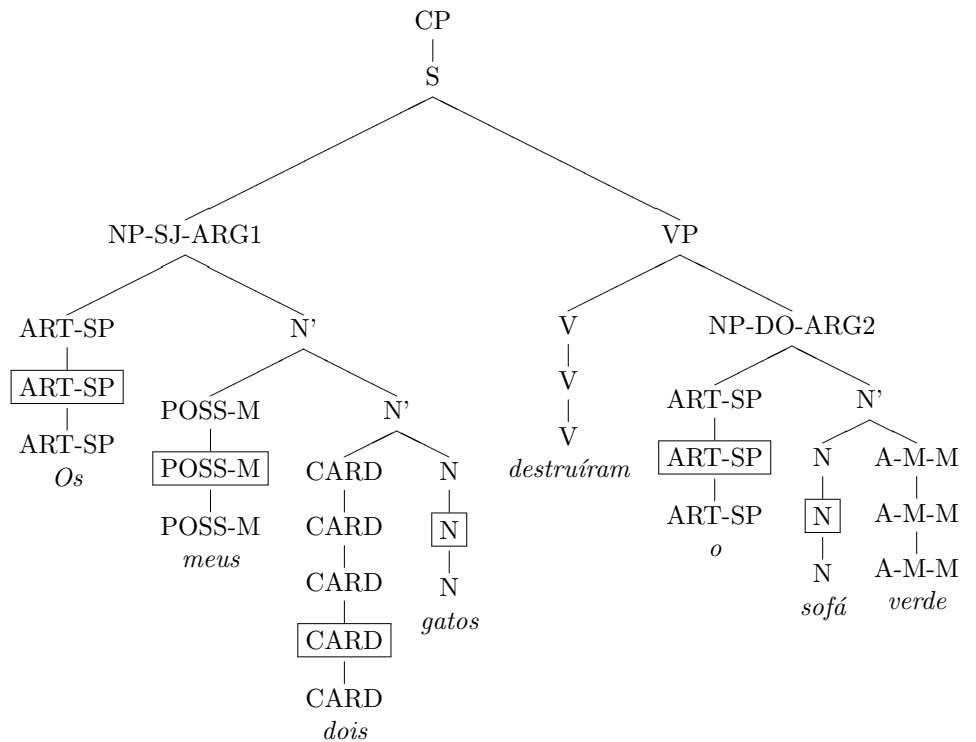 CP
S
NP-SJ-ARG1 VP
ART-SP N' V NP-DO-ARG2
ART-SP POSS-M N' V ART-SP N'
ART-SP POSS-M CARD N V ART-SP N A-M-M
Os POSS-M CARD N destruíram ART-SP N A-M-M
meus CARD N o N A-M-M
CARD gatos sofá verde
CARD
dois